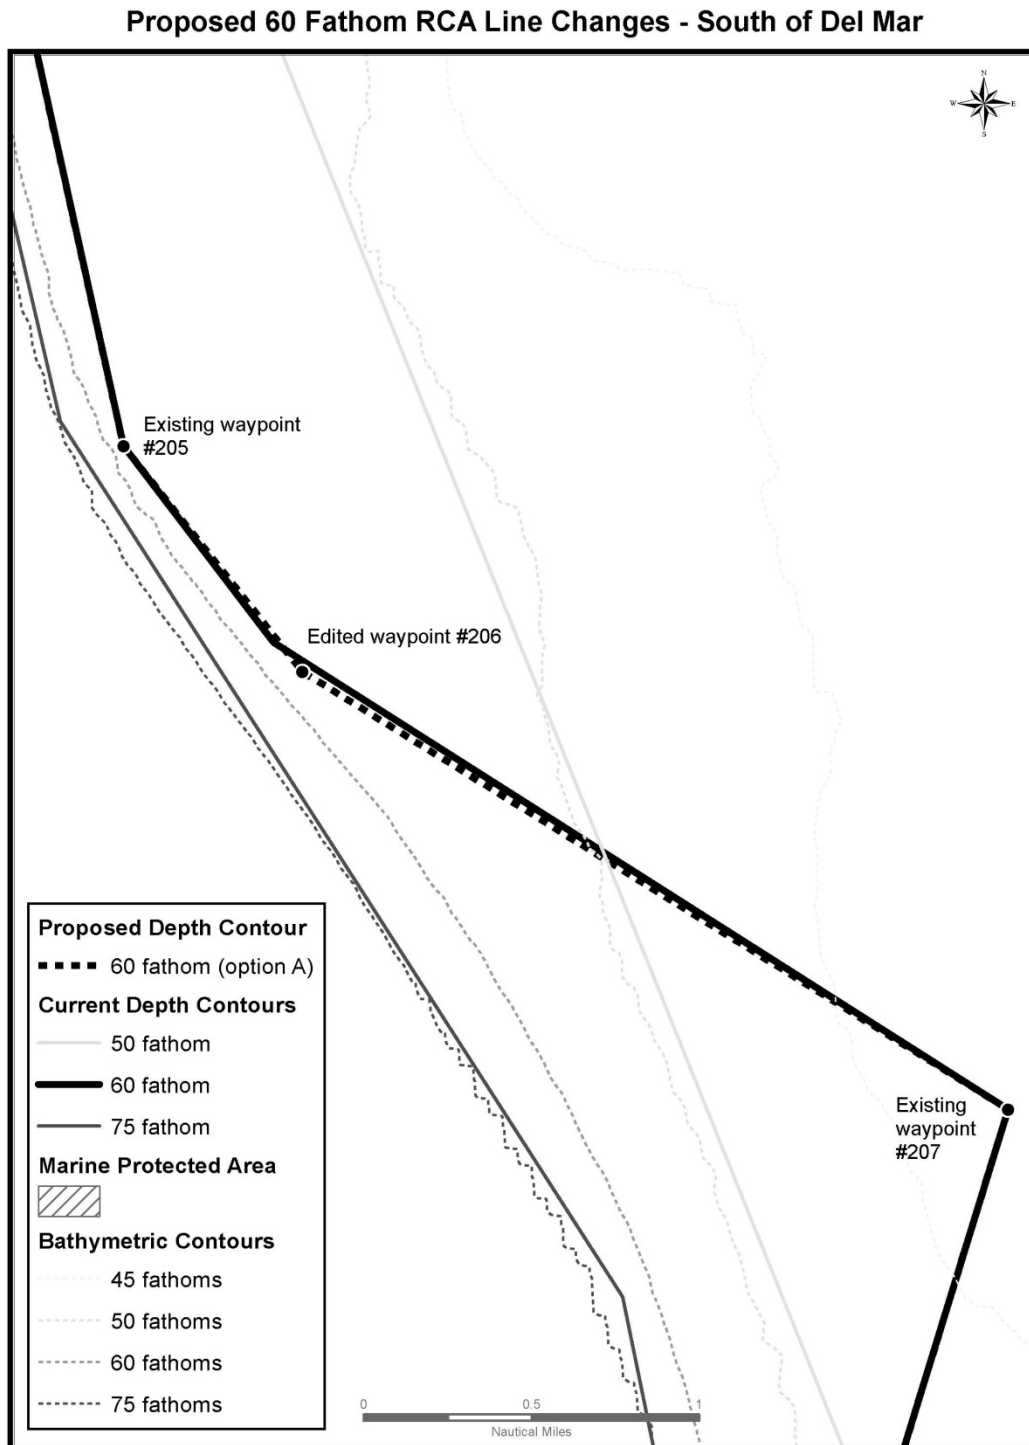 Proposed 60 Fathom RCA Line Changes - South of Del Mar
N
W
E
S
Existing waypoint
#205
Edited waypoint #206
Existing
waypoint
#207
Proposed Depth Contour
60 fathom (option A)
Current Depth Contours
50 fathom
60 fathom
75 fathom
Marine Protected Area
Bathymetric Contours
45 fathoms
50 fathoms
60 fathoms
75 fathoms
0
0.5
1
Nautical Miles